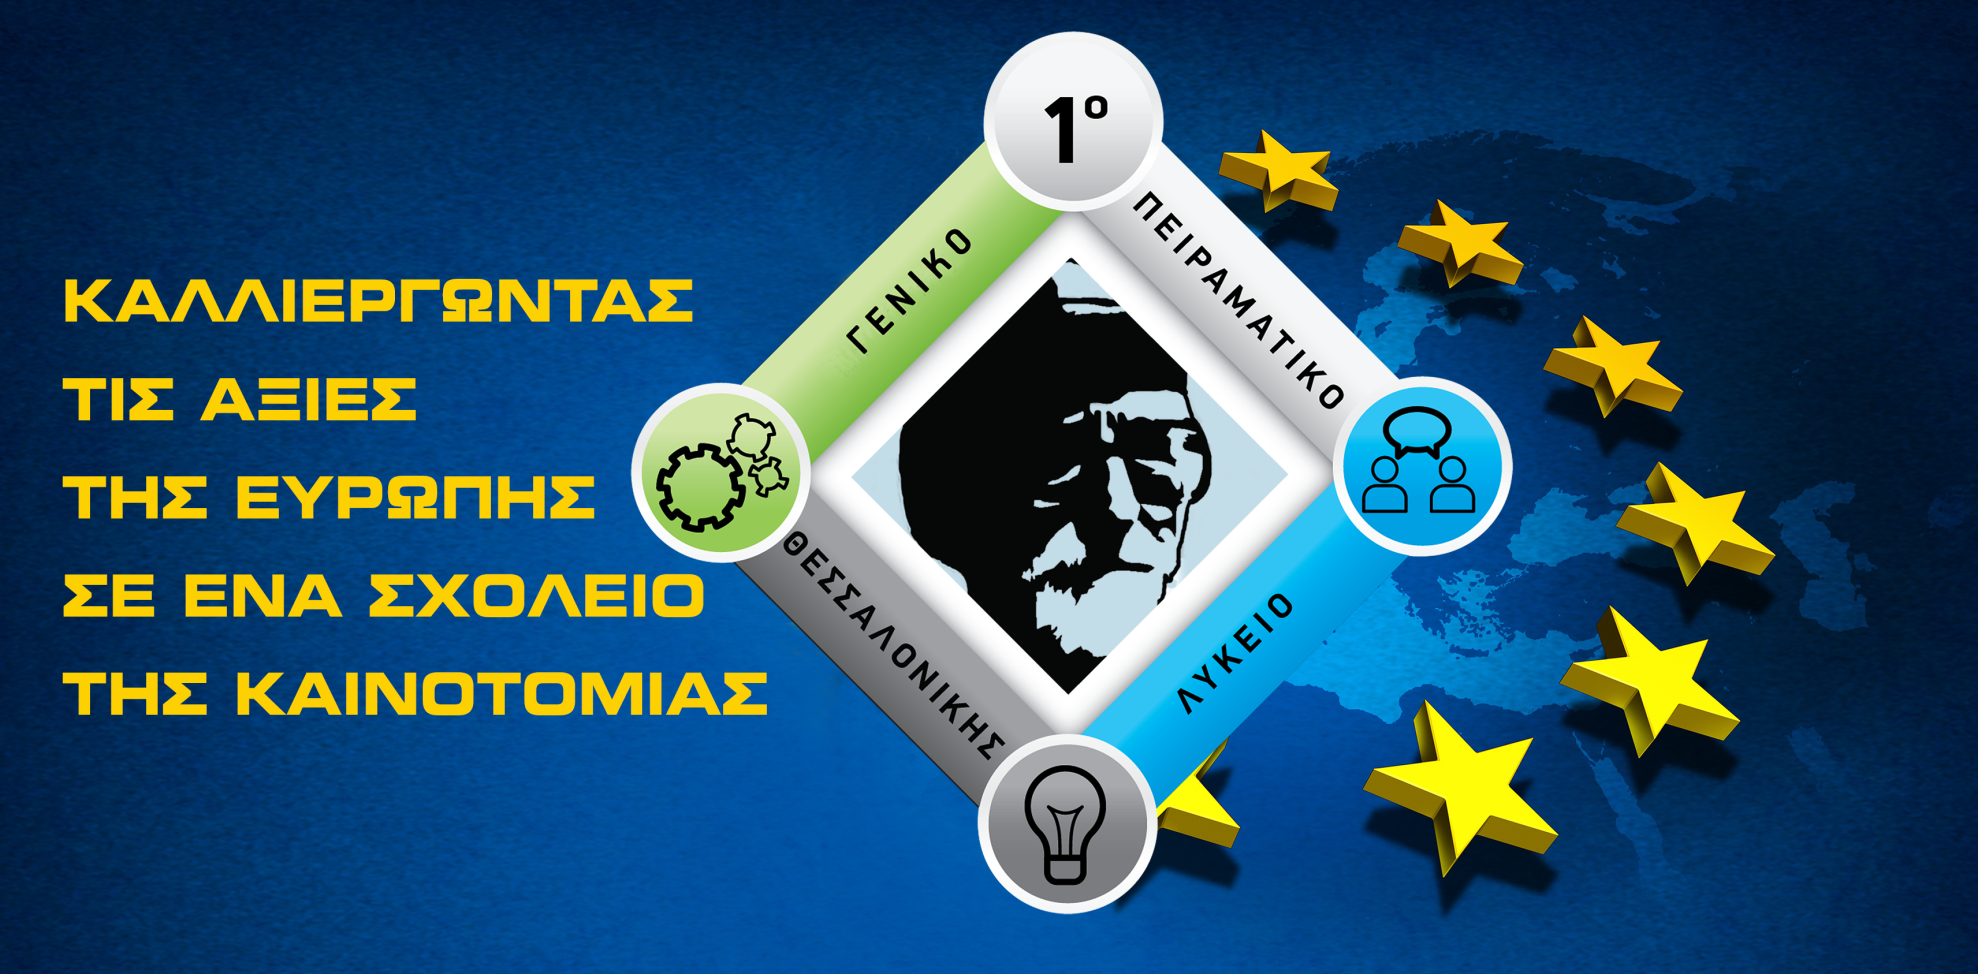 ΚΑΛΛΙΕΡΓΩΝΤΑΣ
ΤΙΣ ΑΞΙΕΣ
ΤΗΣ ΕΥΡΩΠΗΣ
ΣΕ ΕΝΑ ΣΧΟΛΕΙΟ
ΤΗΣ ΚΑΙΝΟΤΟΜΙΑΣ
1ο
ΓΕΝΙΚΟ
ΠΕΙΡΑΜΑΤΙΚΟ
ΛΥΚΕΙΟ
ΘΕΣΣΑΛΟΝΙΚΗΣ